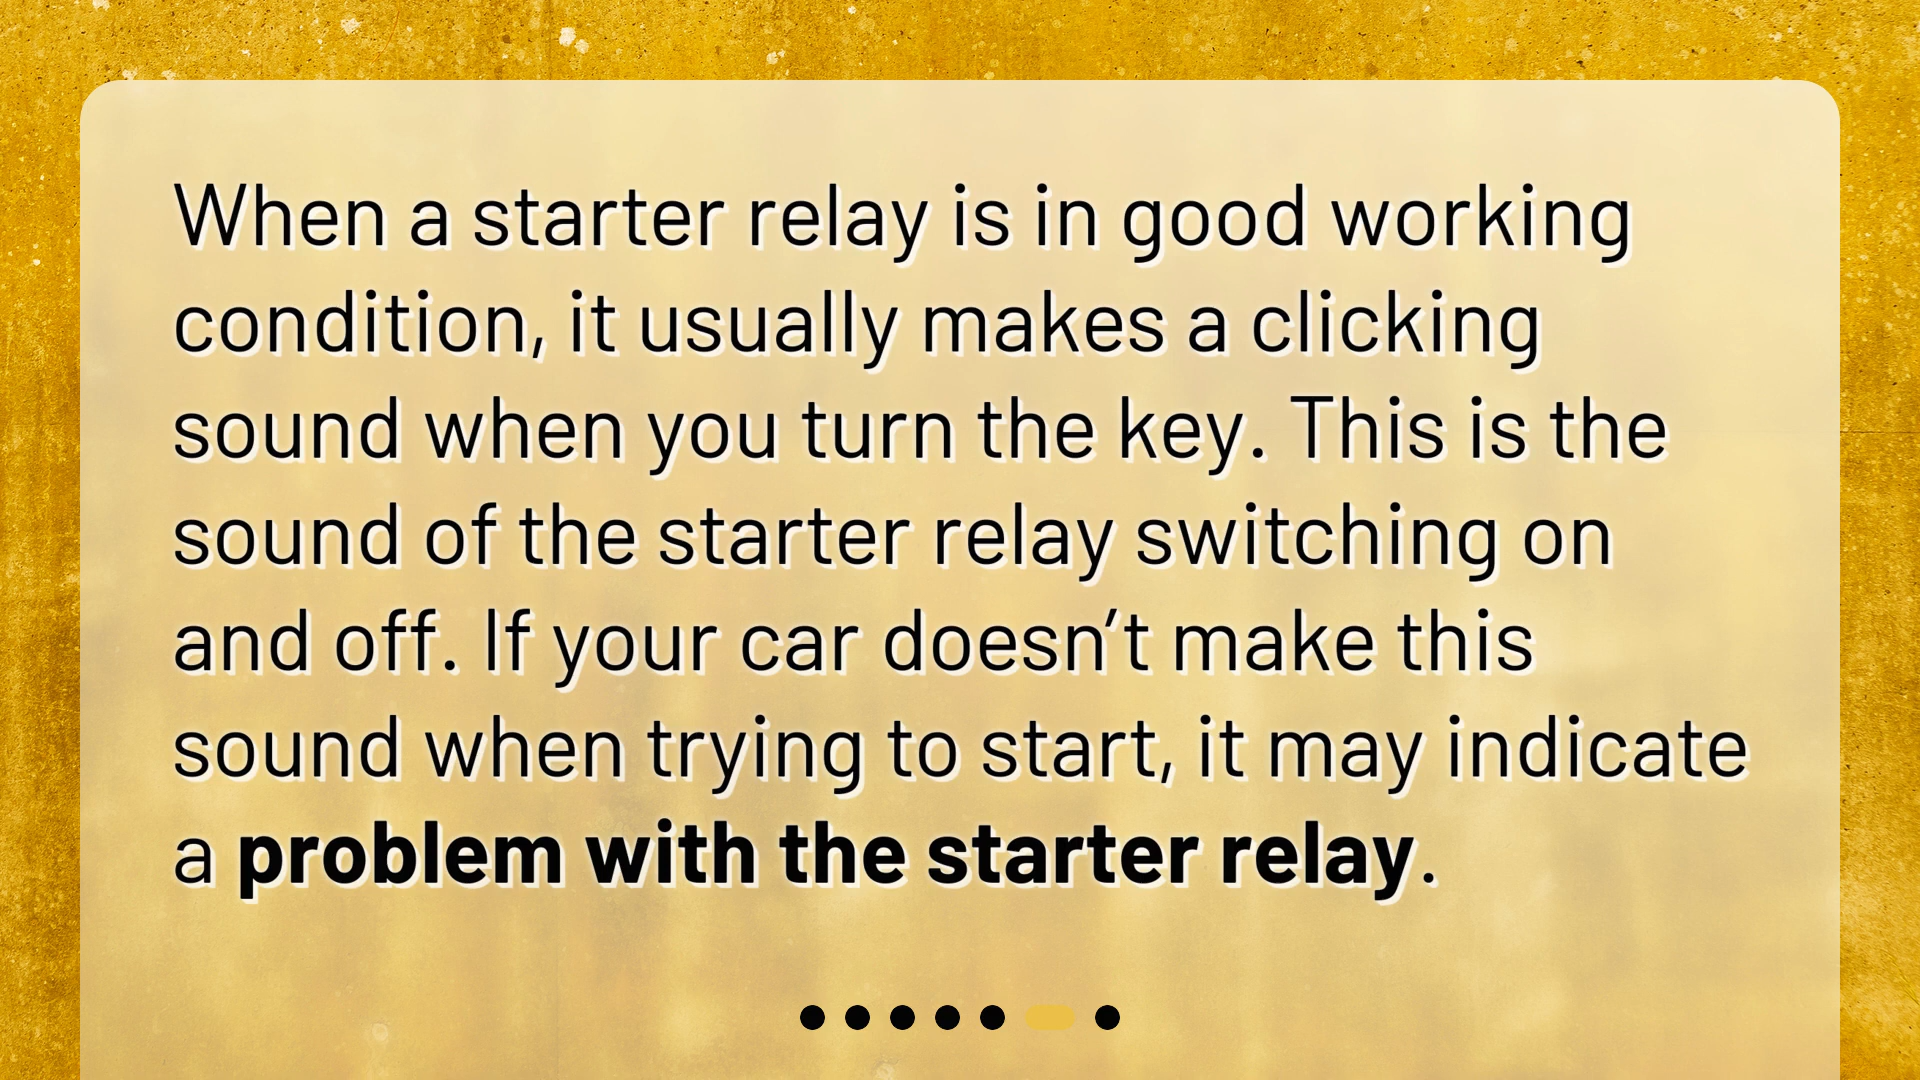 When a starter relay is in good working
condition, it usually makes a clicking
sound when you turn the key. This is the
sound of the starter relay switching on
and off. If your car doesn’t make this
sound when trying to start, it may indicate
a problem with the starter relay.